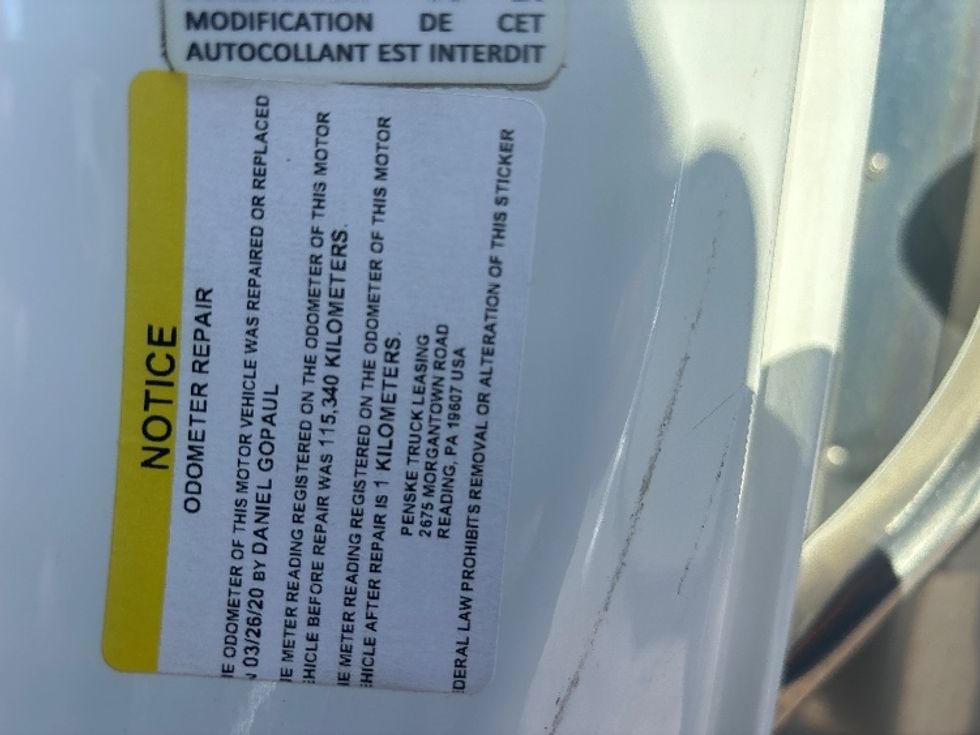 MODIFICATION DE CET
AUTOCOLLANT EST INTERDIT
NOTICE
ODOMETER REPAIR
E ODOMETER OF THIS MOTOR VEHICLE WAS REPAIRED OR REPLACED
03/26/20 BY DANIEL GOPAUL
E METER READING REGISTERED ON THE ODOMETER OF THIS MOTOR
HICLE BEFORE REPAIR WAS 115,340 KILOMETERS.
E METER READING REGISTERED ON THE ODOMETER OF THIS MOTOR
HICLE AFTER REPAIR IS 1 KILOMETERS.
PENSKE TRUCK LEASING
2675 MORGANTOWN ROAD
READING, PA 19607 USA
DERAL LAW PROHIBITS REMOVAL OR ALTERATION OF THIS STICKER